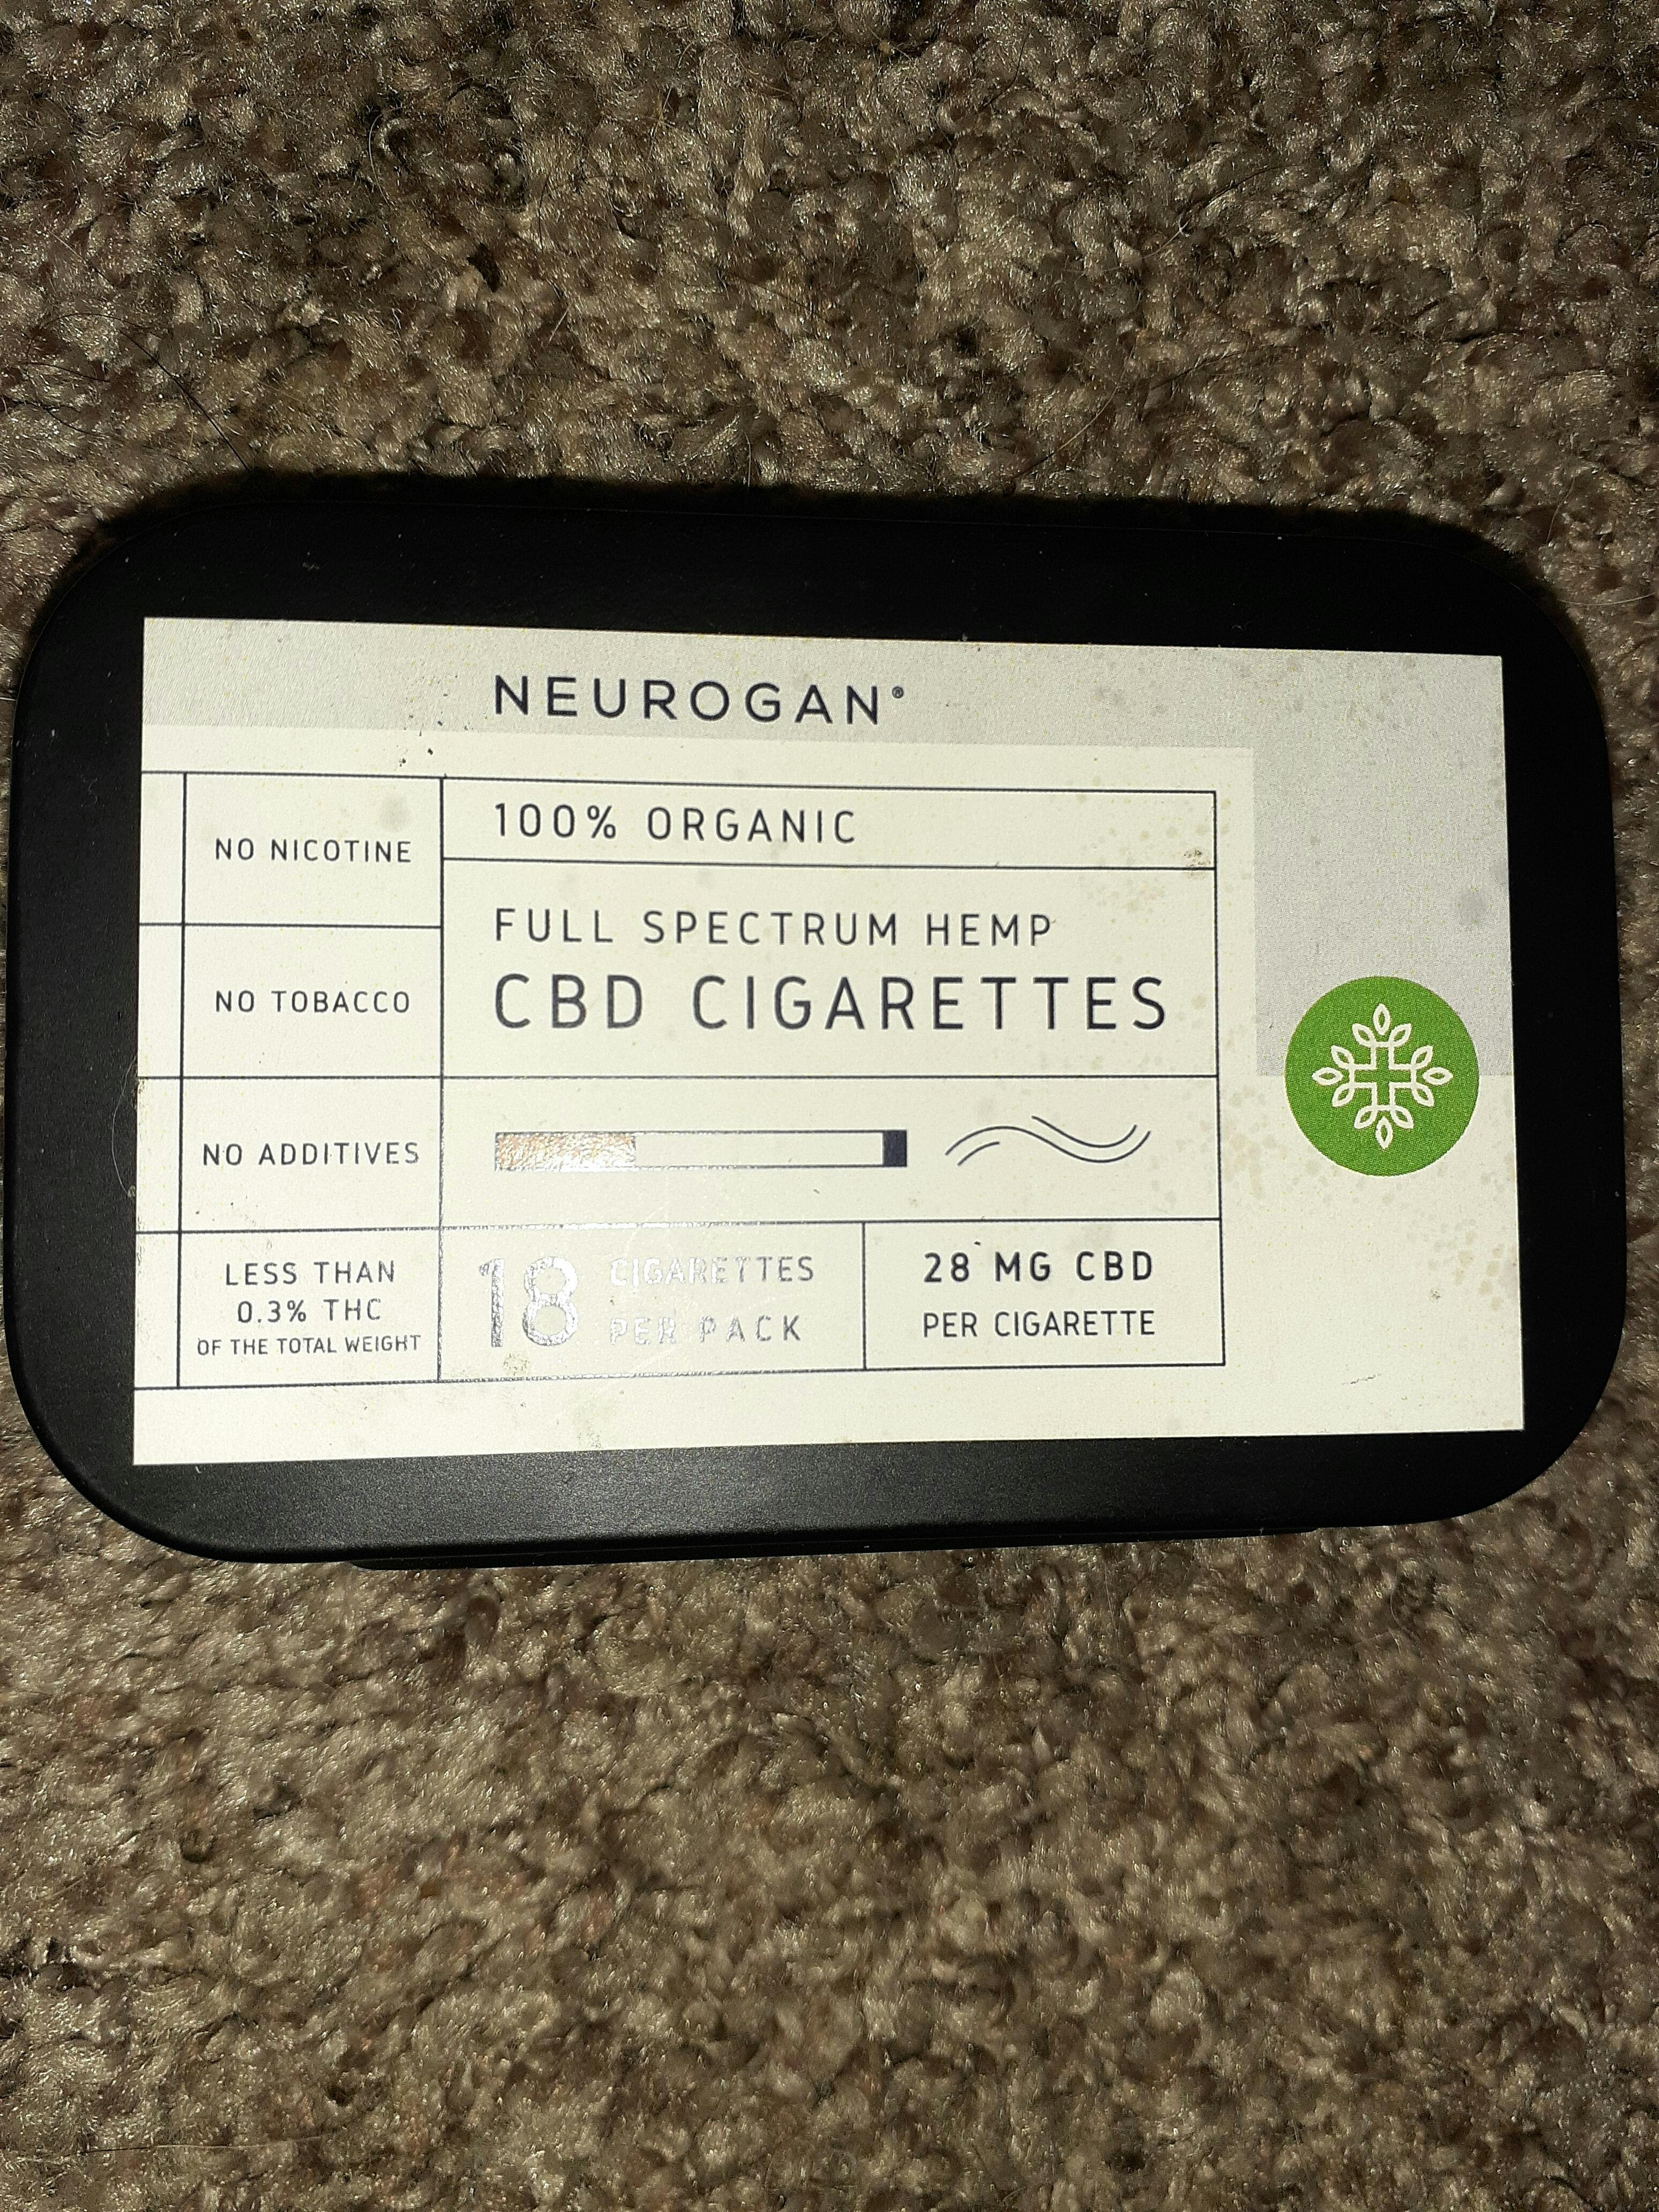 NEUROGAN®
100% ORGANIC
FULL SPECTRUM HEMP
CBD CIGARETTES
NO NICOTINE
NO TOBACCO
NO ADDITIVES
LESS THAN
0.3% THC
OF THE TOTAL WEIGHT
18 CIGARETTES
PER PACK
28 MG CBD
PER CIGARETTE